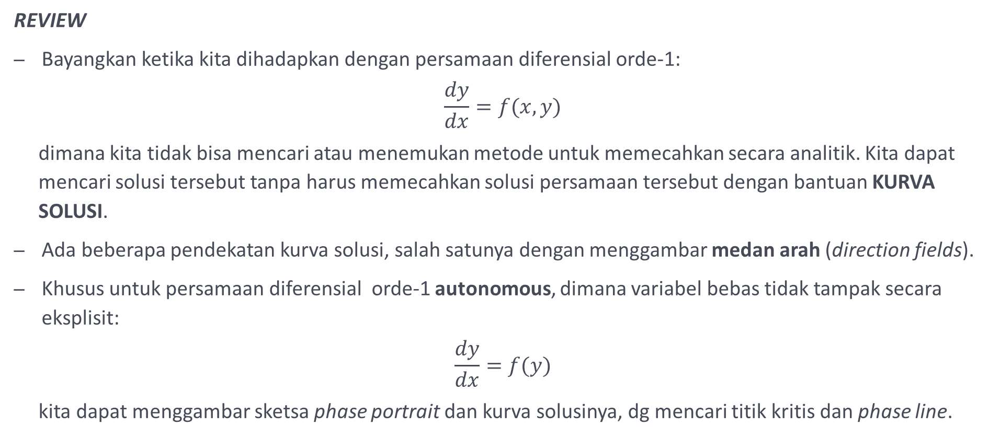 REVIEW
– Bayangkan ketika kita dihadapkan dengan persamaan diferensial orde-1:
dy/dx = f(x, y)
dimana kita tidak bisa mencari atau menemukan metode untuk memecahkan secara analitik. Kita dapat
mencari solusi tersebut tanpa harus memecahkan solusi persamaan tersebut dengan bantuan KURVA
SOLUSI.
– Ada beberapa pendekatan kurva solusi, salah satunya dengan menggambar medan arah (direction fields).
– Khusus untuk persamaan diferensial orde-1 autonomous, dimana variabel bebas tidak tampak secara
eksplisit:
dy/dx = f(y)
kita dapat menggambar sketsa phase portrait dan kurva solusinya, dg mencari titik kritis dan phase line.